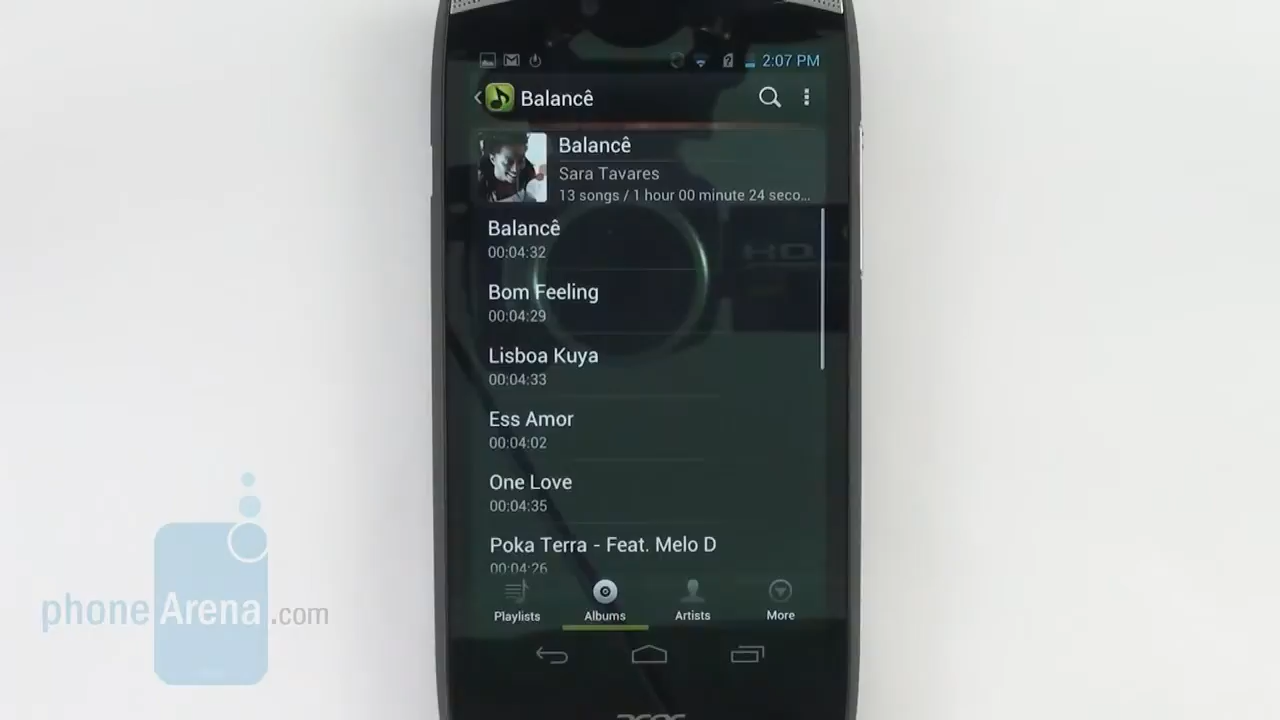 2:07 PM
Balancê
Balancê
Sara Tavares
13 songs / 1 hour 00 minute 24 seco...
Balancê
00:04:32
Bom Feeling
00:04:29
Lisboa Kuya
00:04:33
Ess Amor
00:04:02
One Love
00:04:35
Poka Terra - Feat. Melo D
00:04:26
Playlists
Albums
Artists
More
acer
phoneArena.com
HD